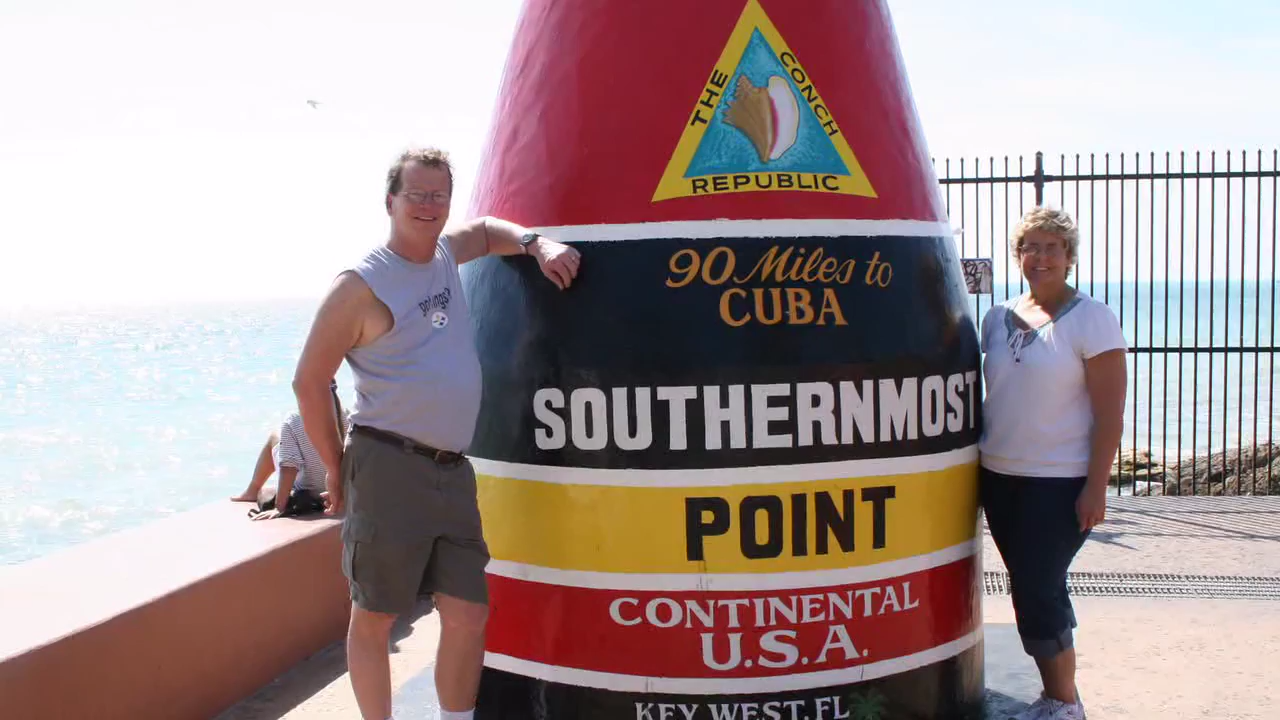 THE CONCH
REPUBLIC
90 Miles to
CUBA
SOUTHERNMOST
POINT
CONTINENTAL
U.S.A.
KEY WEST, FL